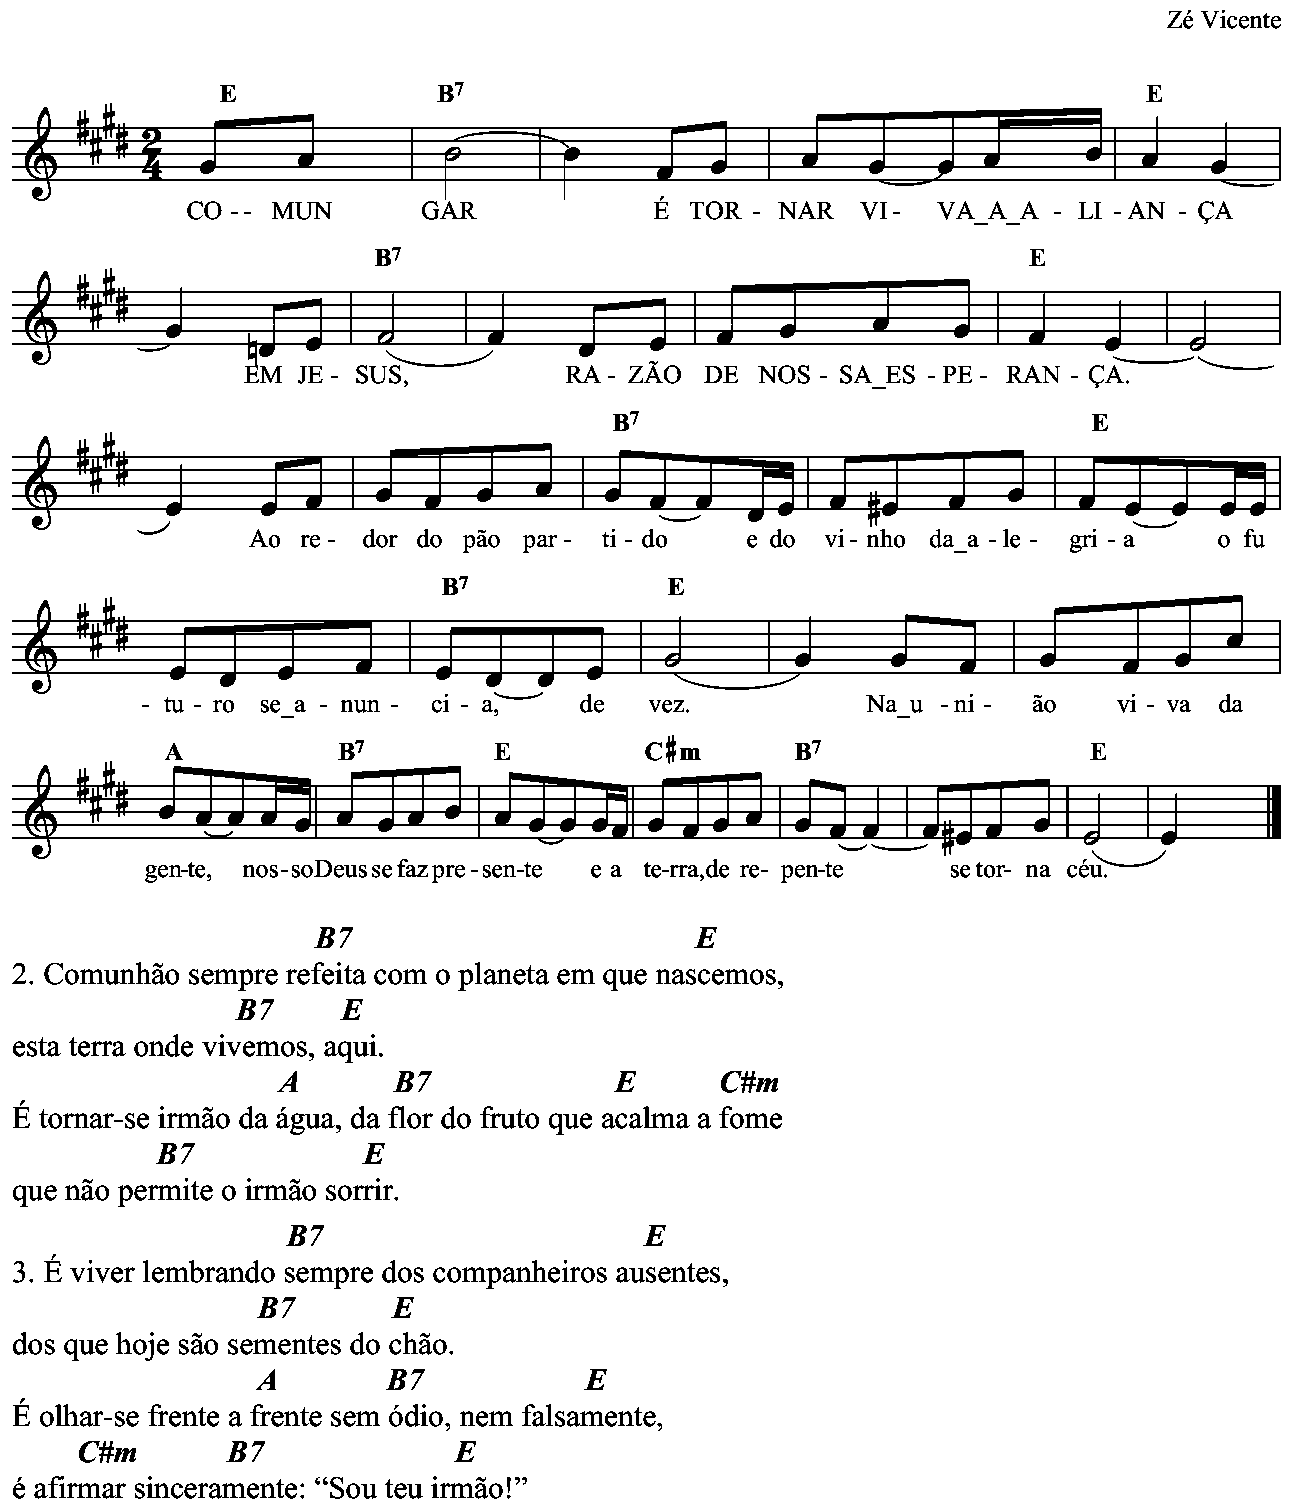 Zé Vicente
E B7 E
2/4
CO - - MUN GAR É TOR - NAR VI - VA_A_A - LI - AN - ÇA
B7 E
EM JE - SUS, RA - ZÃO DE NOS - SA_ES - PE - RAN - ÇA.
B7 E
Ao re - dor do pão par - ti - do e do vi - nho da_a - le - gri - a o fu
B7 E
- tu - ro se_a - nun - ci - a, de vez. Na_u - ni - ão vi - va da
A B7 E C#m B7 E
gen-te, nos-soDeus se faz pre-sen-te e a te-rra,de re-pen-te se tor- na céu.
B7 E
2. Comunhão sempre refeita com o planeta em que nascemos,
B7 E
esta terra onde vivemos, aqui.
A B7 E C#m
É tornar-se irmão da água, da flor do fruto que acalma a fome
B7 E
que não permite o irmão sorrir.
B7 E
3. É viver lembrando sempre dos companheiros ausentes,
B7 E
dos que hoje são sementes do chão.
A B7 E
É olhar-se frente a frente sem ódio, nem falsamente,
C#m B7 E
é afirmar sinceramente: “Sou teu irmão!”